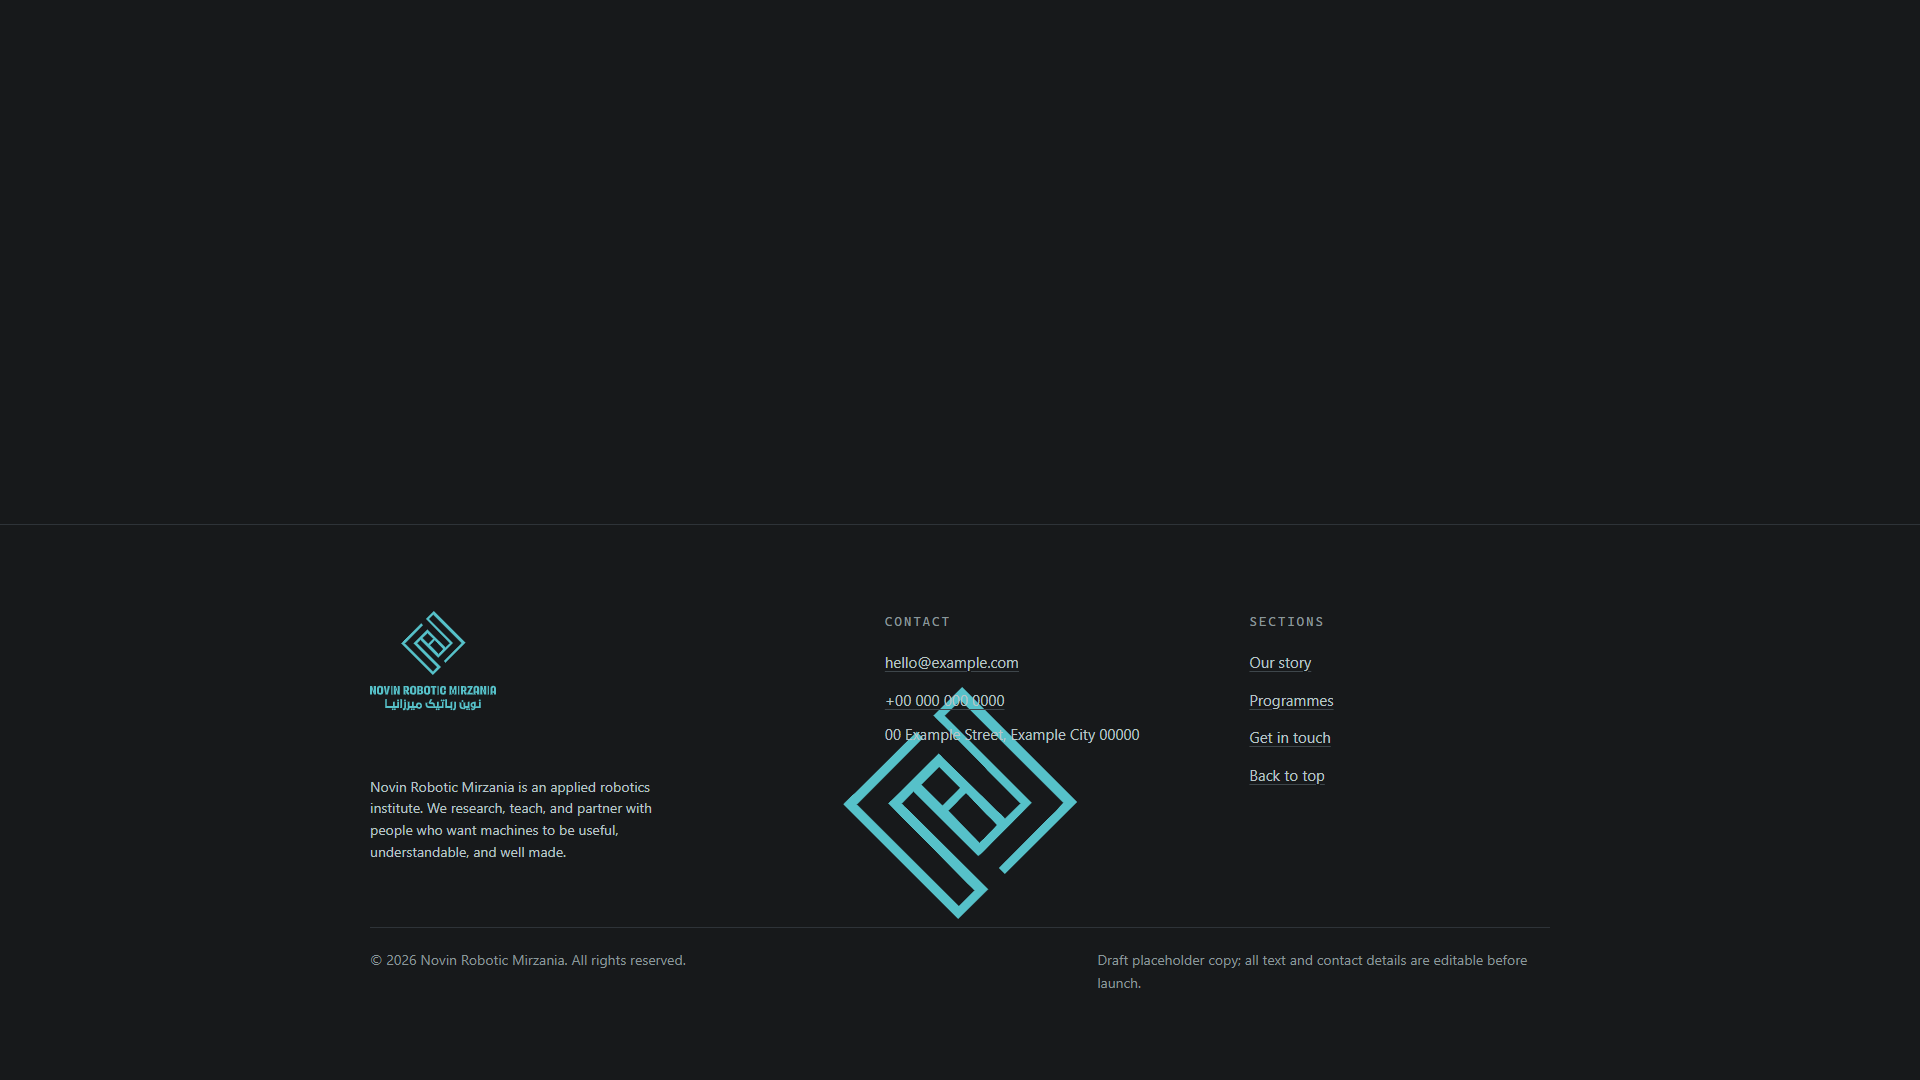 NOVIN ROBOTIC MIRZANIA
نوین رباتیک میرزانیا
Novin Robotic Mirzania is an applied robotics
institute. We research, teach, and partner with
people who want machines to be useful,
understandable, and well made.
CONTACT
hello@example.com
+00 000 000 0000
00 Example Street, Example City 00000
SECTIONS
Our story
Programmes
Get in touch
Back to top
© 2026 Novin Robotic Mirzania. All rights reserved.
Draft placeholder copy; all text and contact details are editable before
launch.